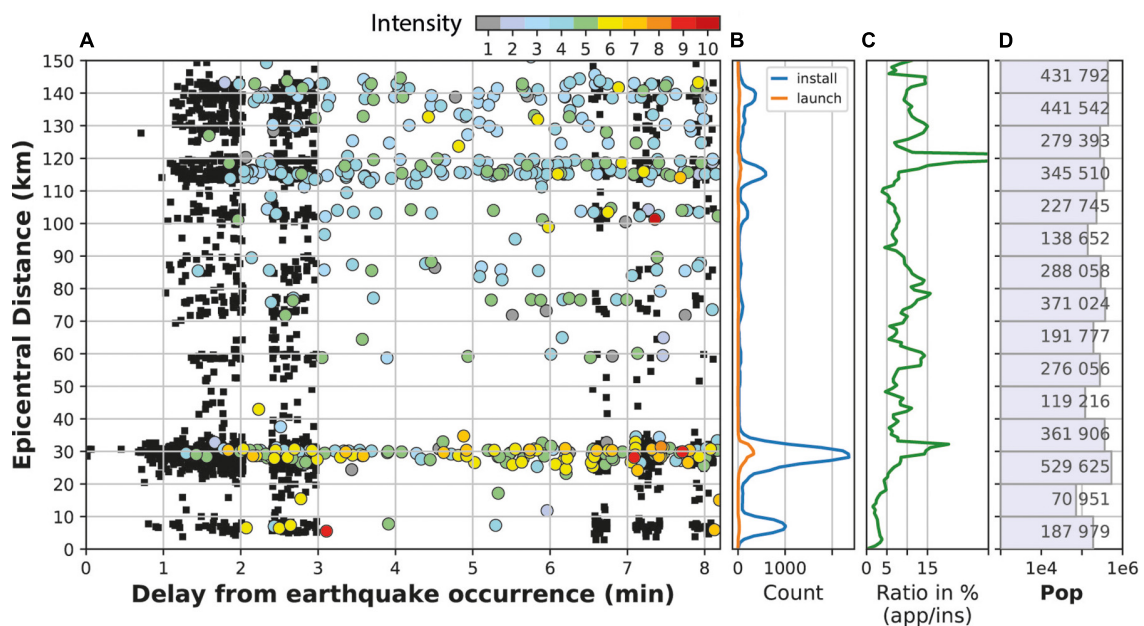 Intensity
1 2 3 4 5 6 7 8 9 10
A
B
C
D
Epicentral Distance (km)
150
140
130
120
110
100
90
80
70
60
50
40
30
20
10
0
0 1 2 3 4 5 6 7 8
Delay from earthquake occurrence (min)
install
launch
0 1000
Count
0 5 15
Ratio in %
(app/ins)
431 792
441 542
279 393
345 510
227 745
138 652
288 058
371 024
191 777
276 056
119 216
361 906
529 625
70 951
187 979
1e4 1e6
Pop